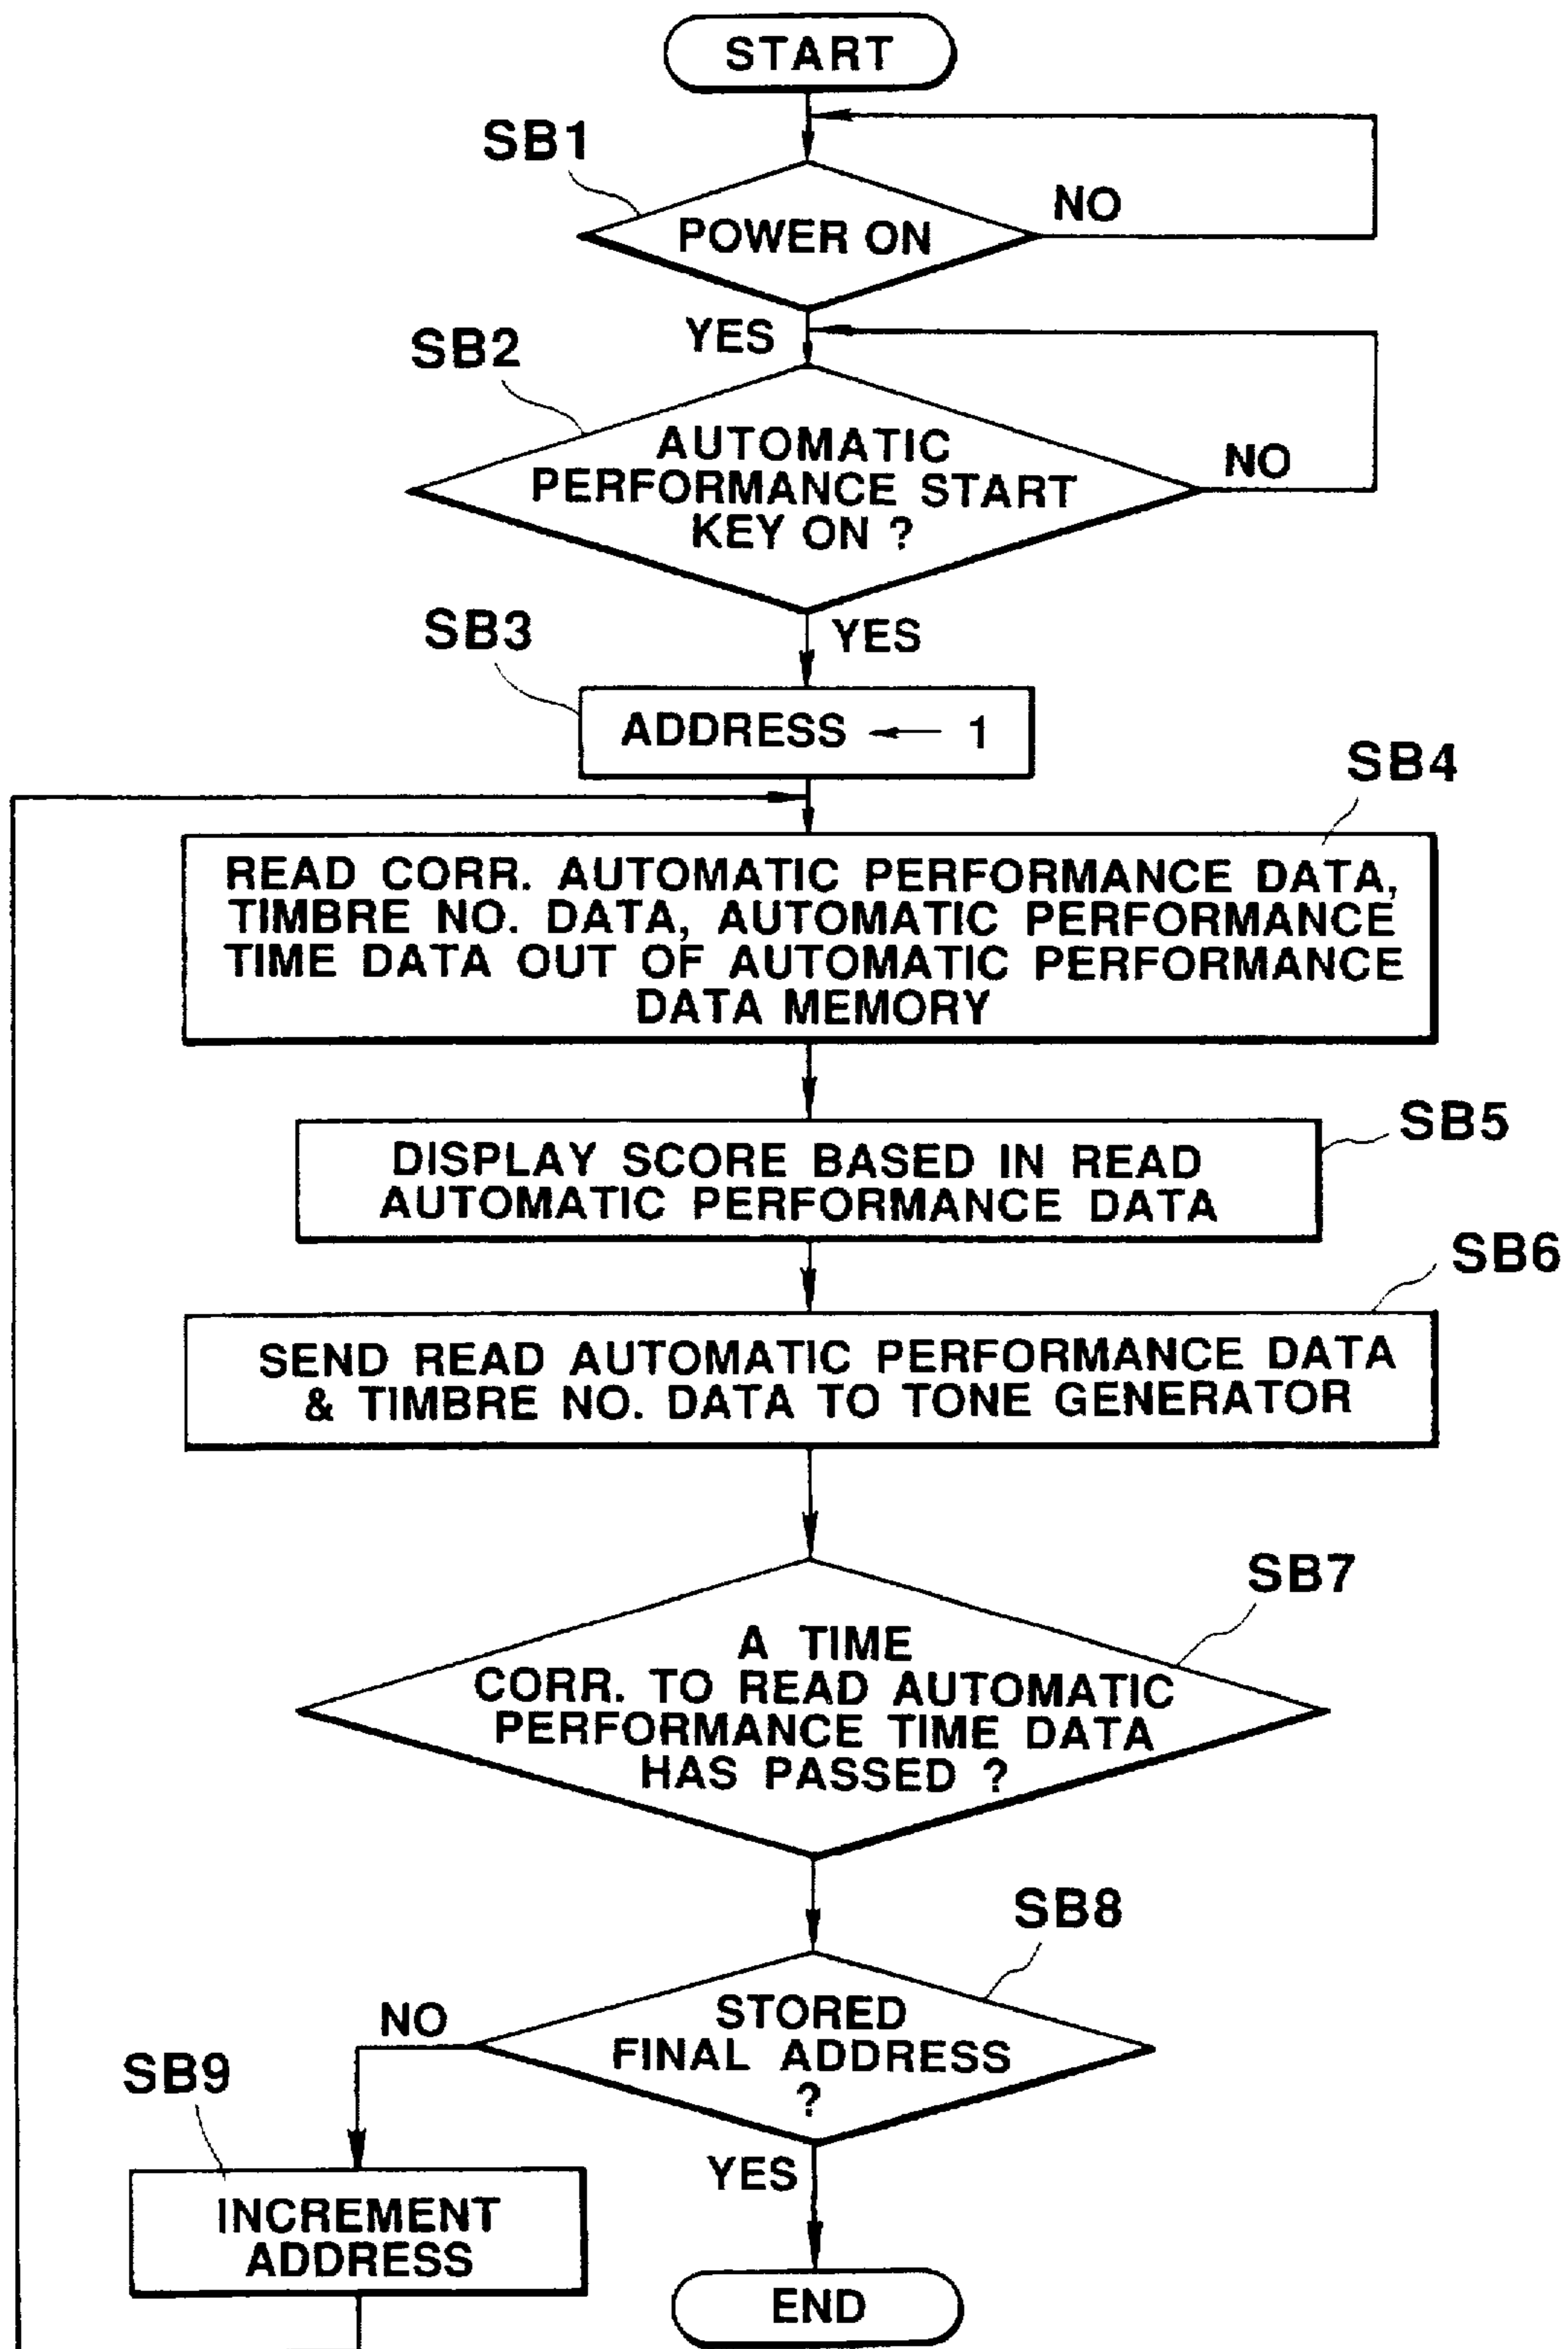 START
SB1
POWER ON
NO
YES
SB2
AUTOMATIC
PERFORMANCE START
KEY ON ?
NO
YES
SB3
ADDRESS ← 1
SB4
READ CORR. AUTOMATIC PERFORMANCE DATA,
TIMBRE NO. DATA, AUTOMATIC PERFORMANCE
TIME DATA OUT OF AUTOMATIC PERFORMANCE
DATA MEMORY
SB5
DISPLAY SCORE BASED IN READ
AUTOMATIC PERFORMANCE DATA
SB6
SEND READ AUTOMATIC PERFORMANCE DATA
& TIMBRE NO. DATA TO TONE GENERATOR
SB7
A TIME
CORR. TO READ AUTOMATIC
PERFORMANCE TIME DATA
HAS PASSED ?
SB8
STORED
FINAL ADDRESS
?
NO
YES
SB9
INCREMENT
ADDRESS
END